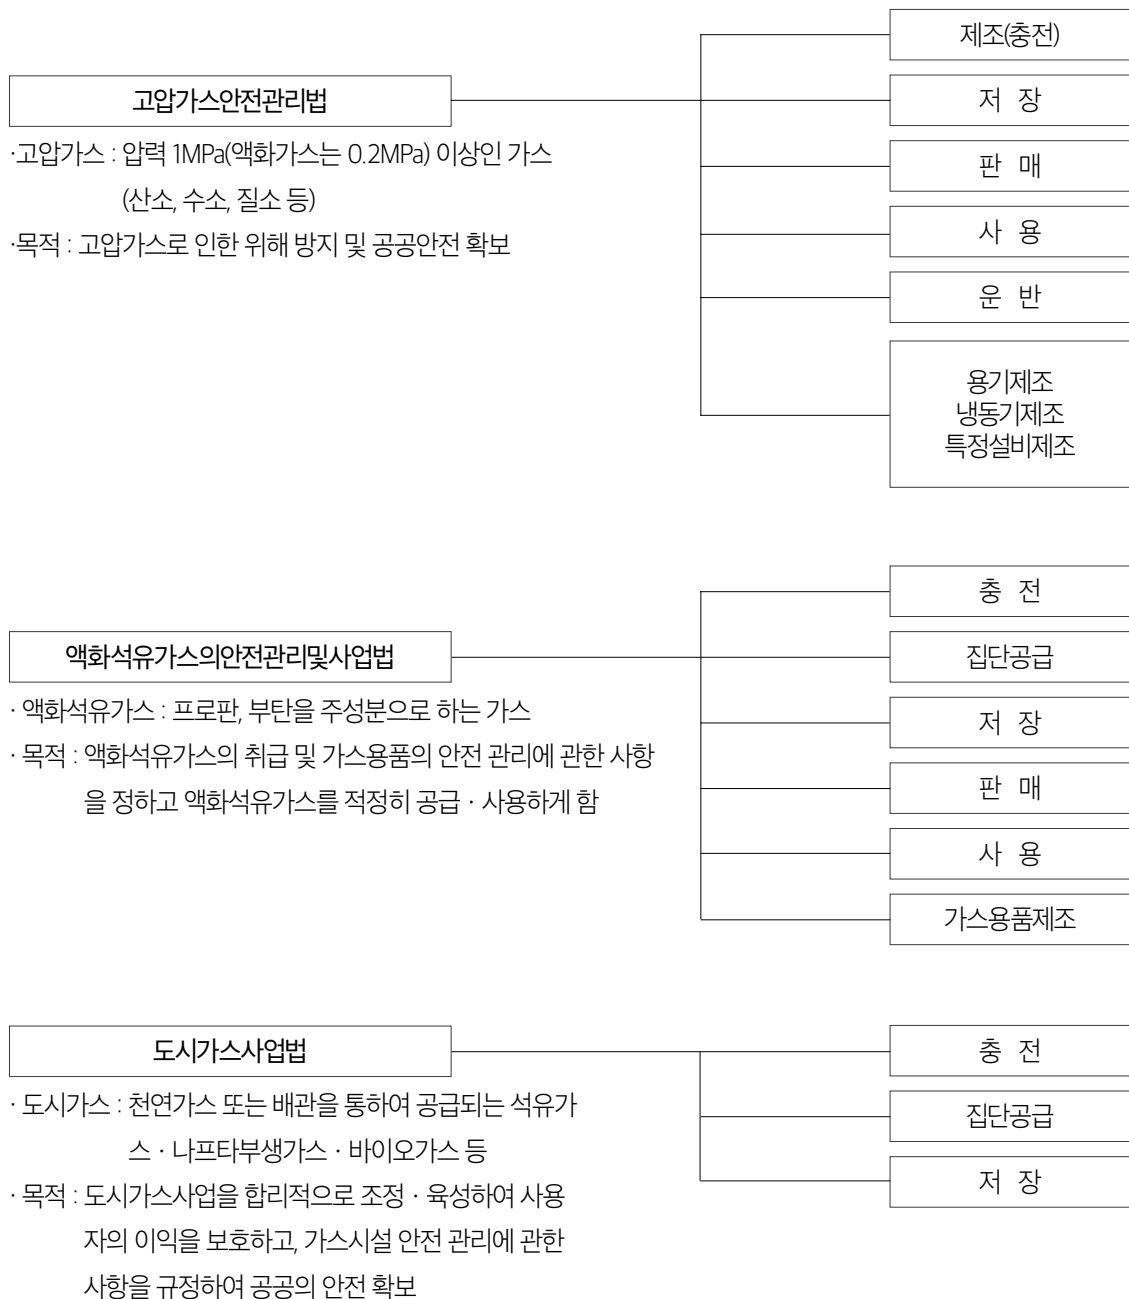 고압가스안전관리법
·고압가스 : 압력 1MPa(액화가스는 0.2MPa) 이상인 가스
(산소, 수소, 질소 등)
·목적 : 고압가스로 인한 위해 방지 및 공공안전 확보
제조(충전)
저 장
판 매
사 용
운 반
용기제조
냉동기제조
특정설비제조
액화석유가스의안전관리및사업법
· 액화석유가스 : 프로판, 부탄을 주성분으로 하는 가스
· 목적 : 액화석유가스의 취급 및 가스용품의 안전 관리에 관한 사항
을 정하고 액화석유가스를 적정히 공급 · 사용하게 함
충 전
집단공급
저 장
판 매
사 용
가스용품제조
도시가스사업법
· 도시가스 : 천연가스 또는 배관을 통하여 공급되는 석유가
스 · 나프타부생가스 · 바이오가스 등
· 목적 : 도시가스사업을 합리적으로 조정 · 육성하여 사용
자의 이익을 보호하고, 가스시설 안전 관리에 관한
사항을 규정하여 공공의 안전 확보
충 전
집단공급
저 장